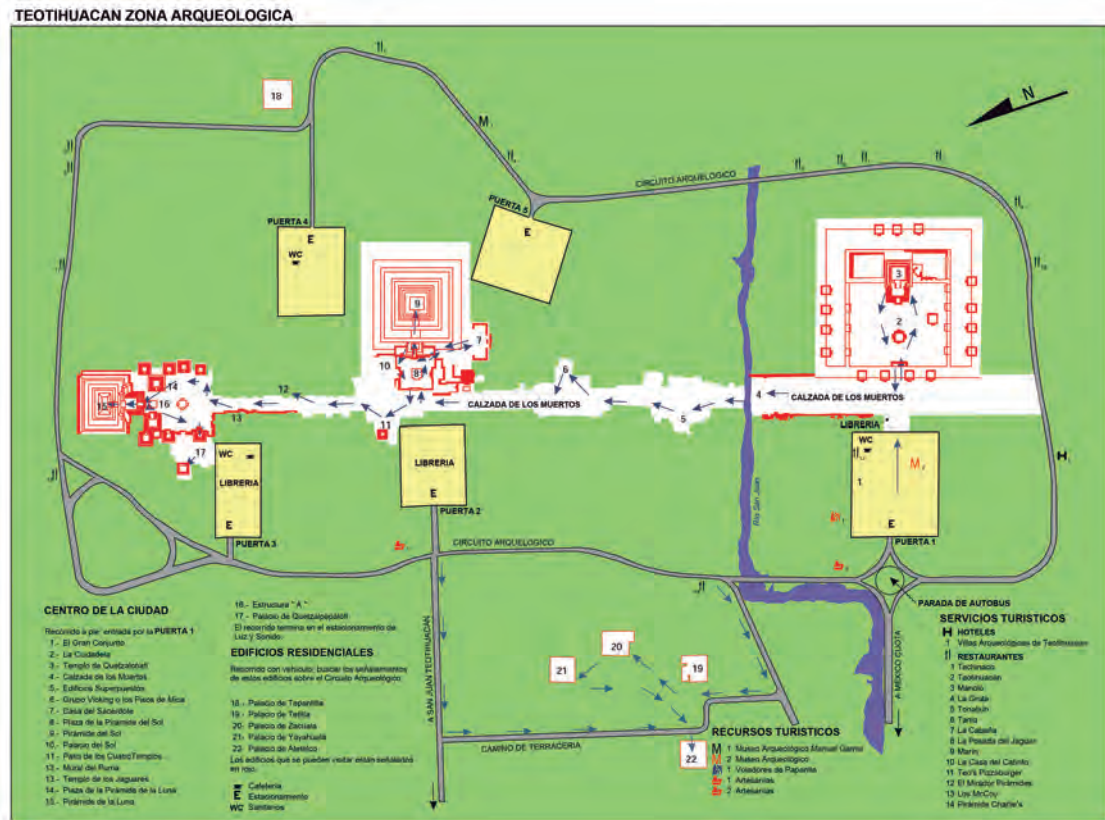 TEOTIHUACAN ZONA ARQUEOLOGICA
18
N
M
CIRCUITO ARQUELOGICO
PUERTA 4
E
WC
PUERTA 5
E
9
7
8
10
3
2
14
15
16
17
12
13
11
6
5
4
CALZADA DE LOS MUERTOS
CALZADA DE LOS MUERTOS
LIBRERIA
WC
M
1
E
PUERTA 1
H
WC
LIBRERIA
E
PUERTA 3
LIBRERIA
E
PUERTA 2
Río San Juan
CIRCUITO ARQUELOGICO
PARADA DE AUTOBUS
A MEXICO CUOTA
A SAN JUAN TEOTIHUACAN
CAMINO DE TERRACERIA
20
21
19
22
CENTRO DE LA CIUDAD
Recorrido a pie: entrada por la PUERTA 1
1.- El Gran Conjunto
2.- La Ciudadela
3.- Templo de Quetzalcóatl
4.- Calzada de los Muertos
5.- Edificios Superpuestos
6.- Grupo Viking o los Pisos de Mica
7.- Casa del Sacerdote
8.- Plaza de la Pirámide del Sol
9.- Pirámide del Sol
10.- Palacio del Sol
11.- Patio de los CuatroTemplos
12.- Mural del Puma
13.- Templo de los Jaguares
14.- Plaza de la Pirámide de la Luna
15.- Pirámide de la Luna
16.- Estructura "A"
17.- Palacio de Quetzalpapálotl
El recorrido termina en el estacionamiento de
Luz y Sonido.
EDIFICIOS RESIDENCIALES
Recorrido con vehículo: buscar los señalamientos
de estos edificios sobre el Circuito Arqueológico:
18.- Palacio de Tepantitla
19.- Palacio de Tetitla
20.- Palacio de Zacuala
21.- Palacio de Yayahuala
22.- Palacio de Atetelco
Los edificios que se pueden visitar están señalados
en rojo.
Cafetería
E Estacionamiento
WC Sanitarios
RECURSOS TURISTICOS
M 1 Museo Arqueológico Manuel Gamio
M 2 Museo Arqueológico
1 Voladores de Papantla
1 Artesanías
2 Artesanías
SERVICIOS TURISTICOS
H HOTELES
1 Villas Arqueológicas de Teotihuacan
RESTAURANTES
1 Techinaco
2 Teotihuacan
3 Manolo
4 La Gruta
5 Tonatiuh
6 Tania
7 La Cabaña
8 La Posada del Jaguar
9 Marín
10 La Casa del Cabrito
11 Teo's Pizzaburger
12 El Mirador Pirámides
13 Los McCoy
14 Pirámide Charlie's